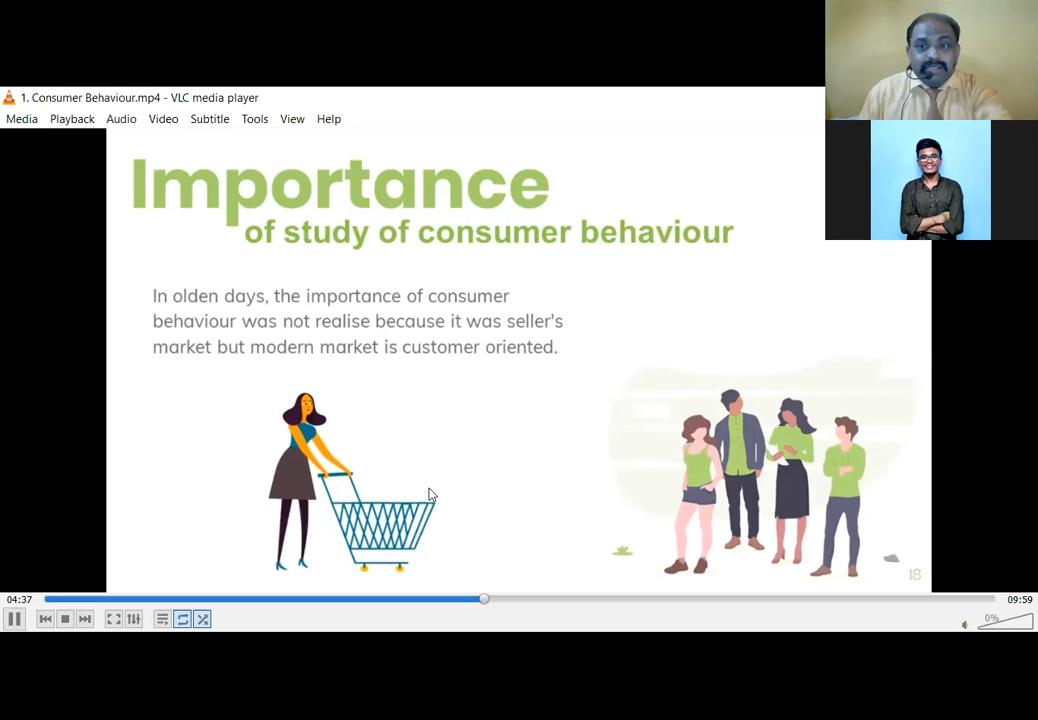 1. Consumer Behaviour.mp4 - VLC media player
Media Playback Audio Video Subtitle Tools View Help
Importance
of study of consumer behaviour
In olden days, the importance of consumer
behaviour was not realise because it was seller's
market but modern market is customer oriented.
18
04:37
09:59
0%